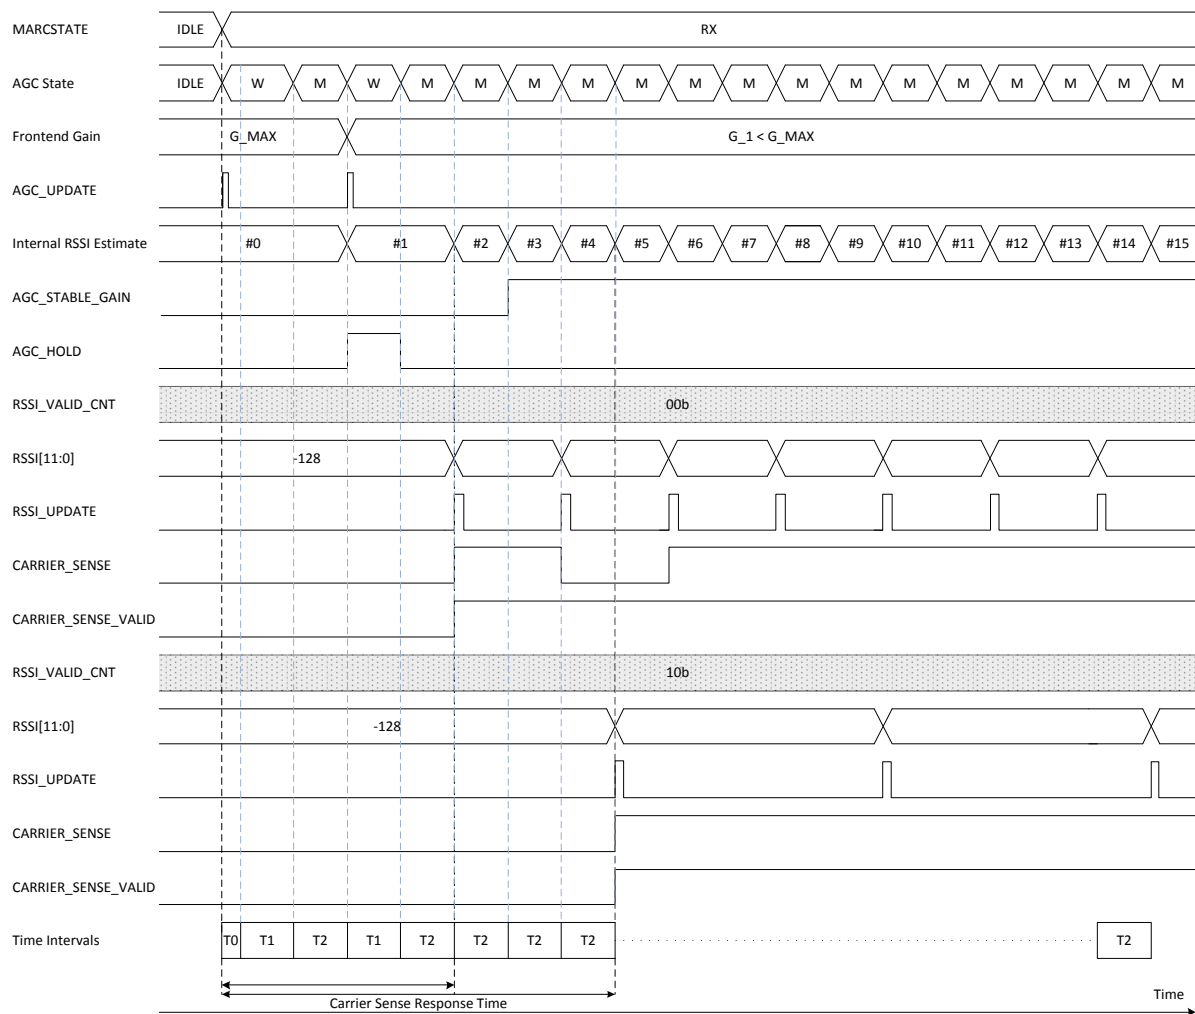 MARCSTATE IDLE RX
AGC State IDLE W M W M M M M M M M M M M M M M M M
Frontend Gain G_MAX G_1 < G_MAX
AGC_UPDATE
Internal RSSI Estimate #0 #1 #2 #3 #4 #5 #6 #7 #8 #9 #10 #11 #12 #13 #14 #15
AGC_STABLE_GAIN
AGC_HOLD
RSSI_VALID_CNT 00b
RSSI[11:0] -128
RSSI_UPDATE
CARRIER_SENSE
CARRIER_SENSE_VALID
RSSI_VALID_CNT 10b
RSSI[11:0] -128
RSSI_UPDATE
CARRIER_SENSE
CARRIER_SENSE_VALID
Time Intervals T0 T1 T2 T1 T2 T2 T2 T2 T2
Carrier Sense Response Time
Time